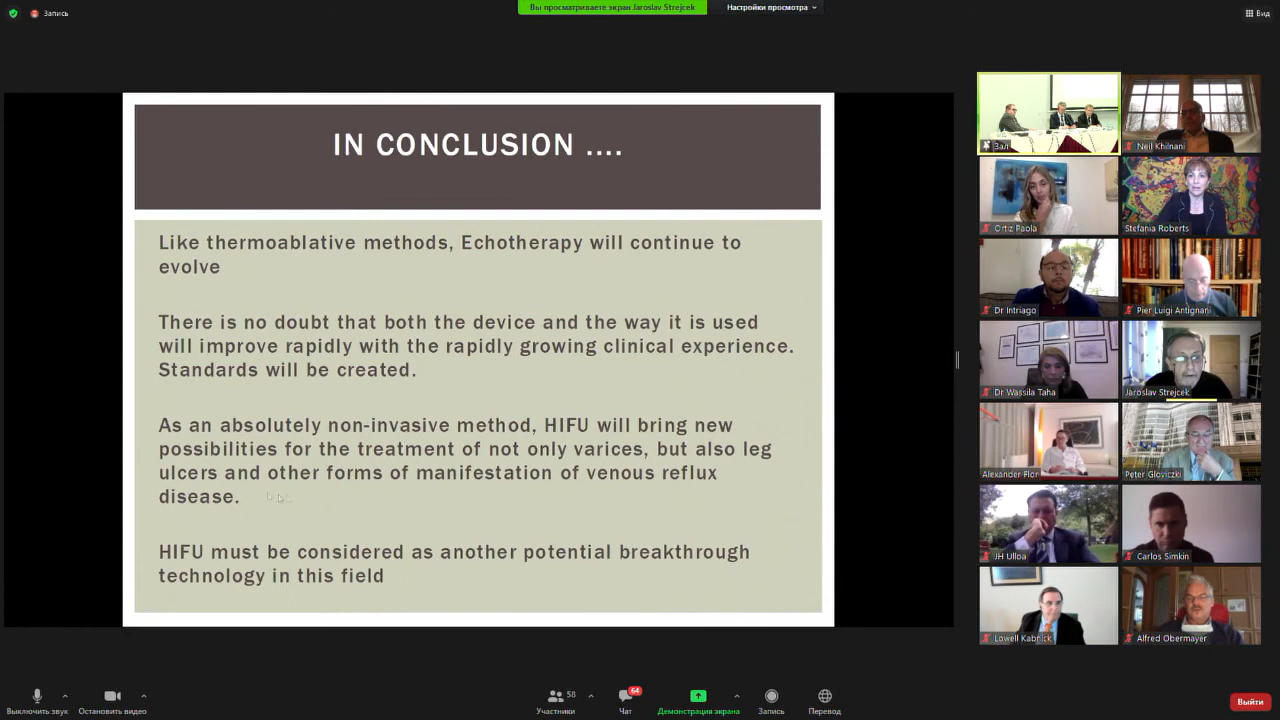 Запись
Вы просматриваете экран Jaroslav Strejcek
Настройки просмотра
Вид
IN CONCLUSION ....
Like thermoablative methods, Echotherapy will continue to
evolve
There is no doubt that both the device and the way it is used
will improve rapidly with the rapidly growing clinical experience.
Standards will be created.
As an absolutely non-invasive method, HIFU will bring new
possibilities for the treatment of not only varices, but also leg
ulcers and other forms of manifestation of venous reflux
disease.
HIFU must be considered as another potential breakthrough
technology in this field
Зал
Neil Khilnani
Ortiz Paola
Stefania Roberts
Dr Intriago
Pier Luigi Antignani
Dr Wassila Taha
Jaroslav Strejcek
Alexander Flor
Peter Gloviczki
JH Ulloa
Carlos Simkin
Lowell Kabnick
Alfred Obermayer
Выключить звук
Остановить видео
58
Участники
64
Чат
Демонстрация экрана
Запись
Перевод
Выйти